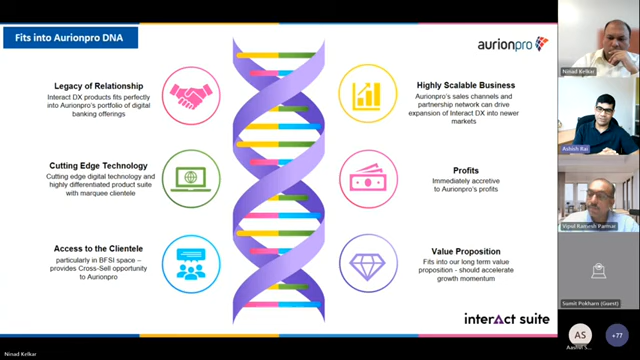 Fits into Aurionpro DNA
aurionpro
Legacy of Relationship
Interact DX products fits perfectly
into Aurionpro's portfolio of digital
banking offerings
Highly Scalable Business
Aurionpro's sales channels and
partnership network can drive
expansion of Interact DX into newer
markets
Cutting Edge Technology
Cutting edge digital technology and
highly differentiated product suite
with marquee clientele
Profits
Immediately accretive
to Aurionpro's profits
Access to the Clientele
particularly in BFSI space –
provides Cross-Sell opportunity
to Aurionpro
Value Proposition
Fits into our long term value
proposition - should accelerate
growth momentum
interact suite
Ninad Kelkar
Ninad Kelkar
Ashish Rai
Vipul Parmar
Sumit Pokharn (Guest)
AS
+77